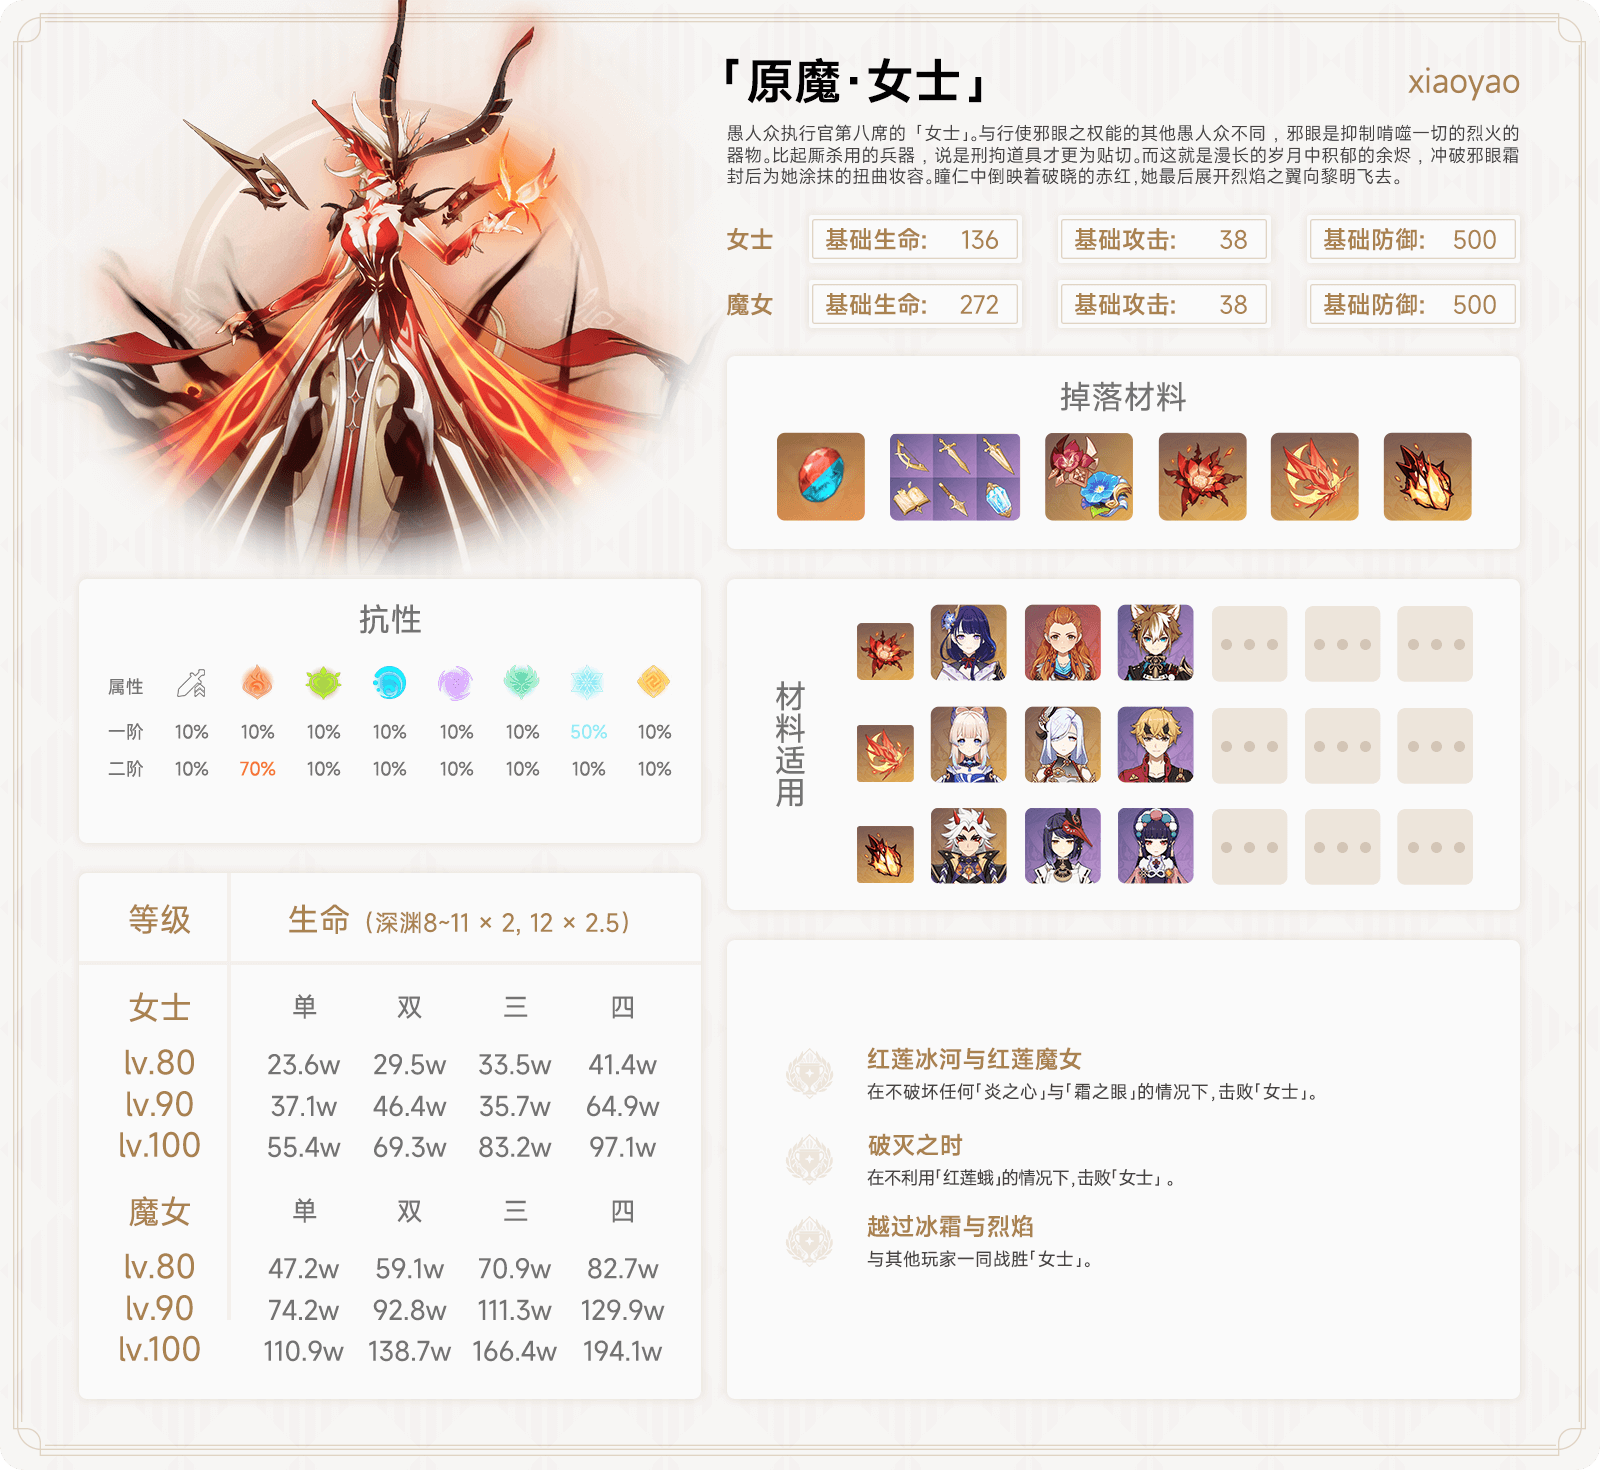 「原魔·女士」
xiaoyao
愚人众执行官第八席的「女士」。与行使邪眼之权能的其他愚人众不同，邪眼是抑制啃噬一切的烈火的
器物。比起厮杀用的兵器，说是刑拘道具才更为贴切。而这就是漫长的岁月中积郁的余烬，冲破邪眼霜
封后为她涂抹的扭曲妆容。瞳仁中倒映着破晓的赤红,她最后展开烈焰之翼向黎明飞去。
女士 基础生命: 136 基础攻击: 38 基础防御: 500
魔女 基础生命: 272 基础攻击: 38 基础防御: 500
掉落材料
抗性
属性
一阶 10% 10% 10% 10% 10% 10% 50% 10%
二阶 10% 70% 10% 10% 10% 10% 10% 10%
材料适用
等级 生命（深渊8~11 × 2, 12 × 2.5）
女士 单 双 三 四
lv.80 23.6w 29.5w 33.5w 41.4w
lv.90 37.1w 46.4w 35.7w 64.9w
lv.100 55.4w 69.3w 83.2w 97.1w
魔女 单 双 三 四
lv.80 47.2w 59.1w 70.9w 82.7w
lv.90 74.2w 92.8w 111.3w 129.9w
lv.100 110.9w 138.7w 166.4w 194.1w
红莲冰河与红莲魔女
在不破坏任何「炎之心」与「霜之眼」的情况下,击败「女士」。
破灭之时
在不利用「红莲蛾」的情况下,击败「女士」。
越过冰霜与烈焰
与其他玩家一同战胜「女士」。